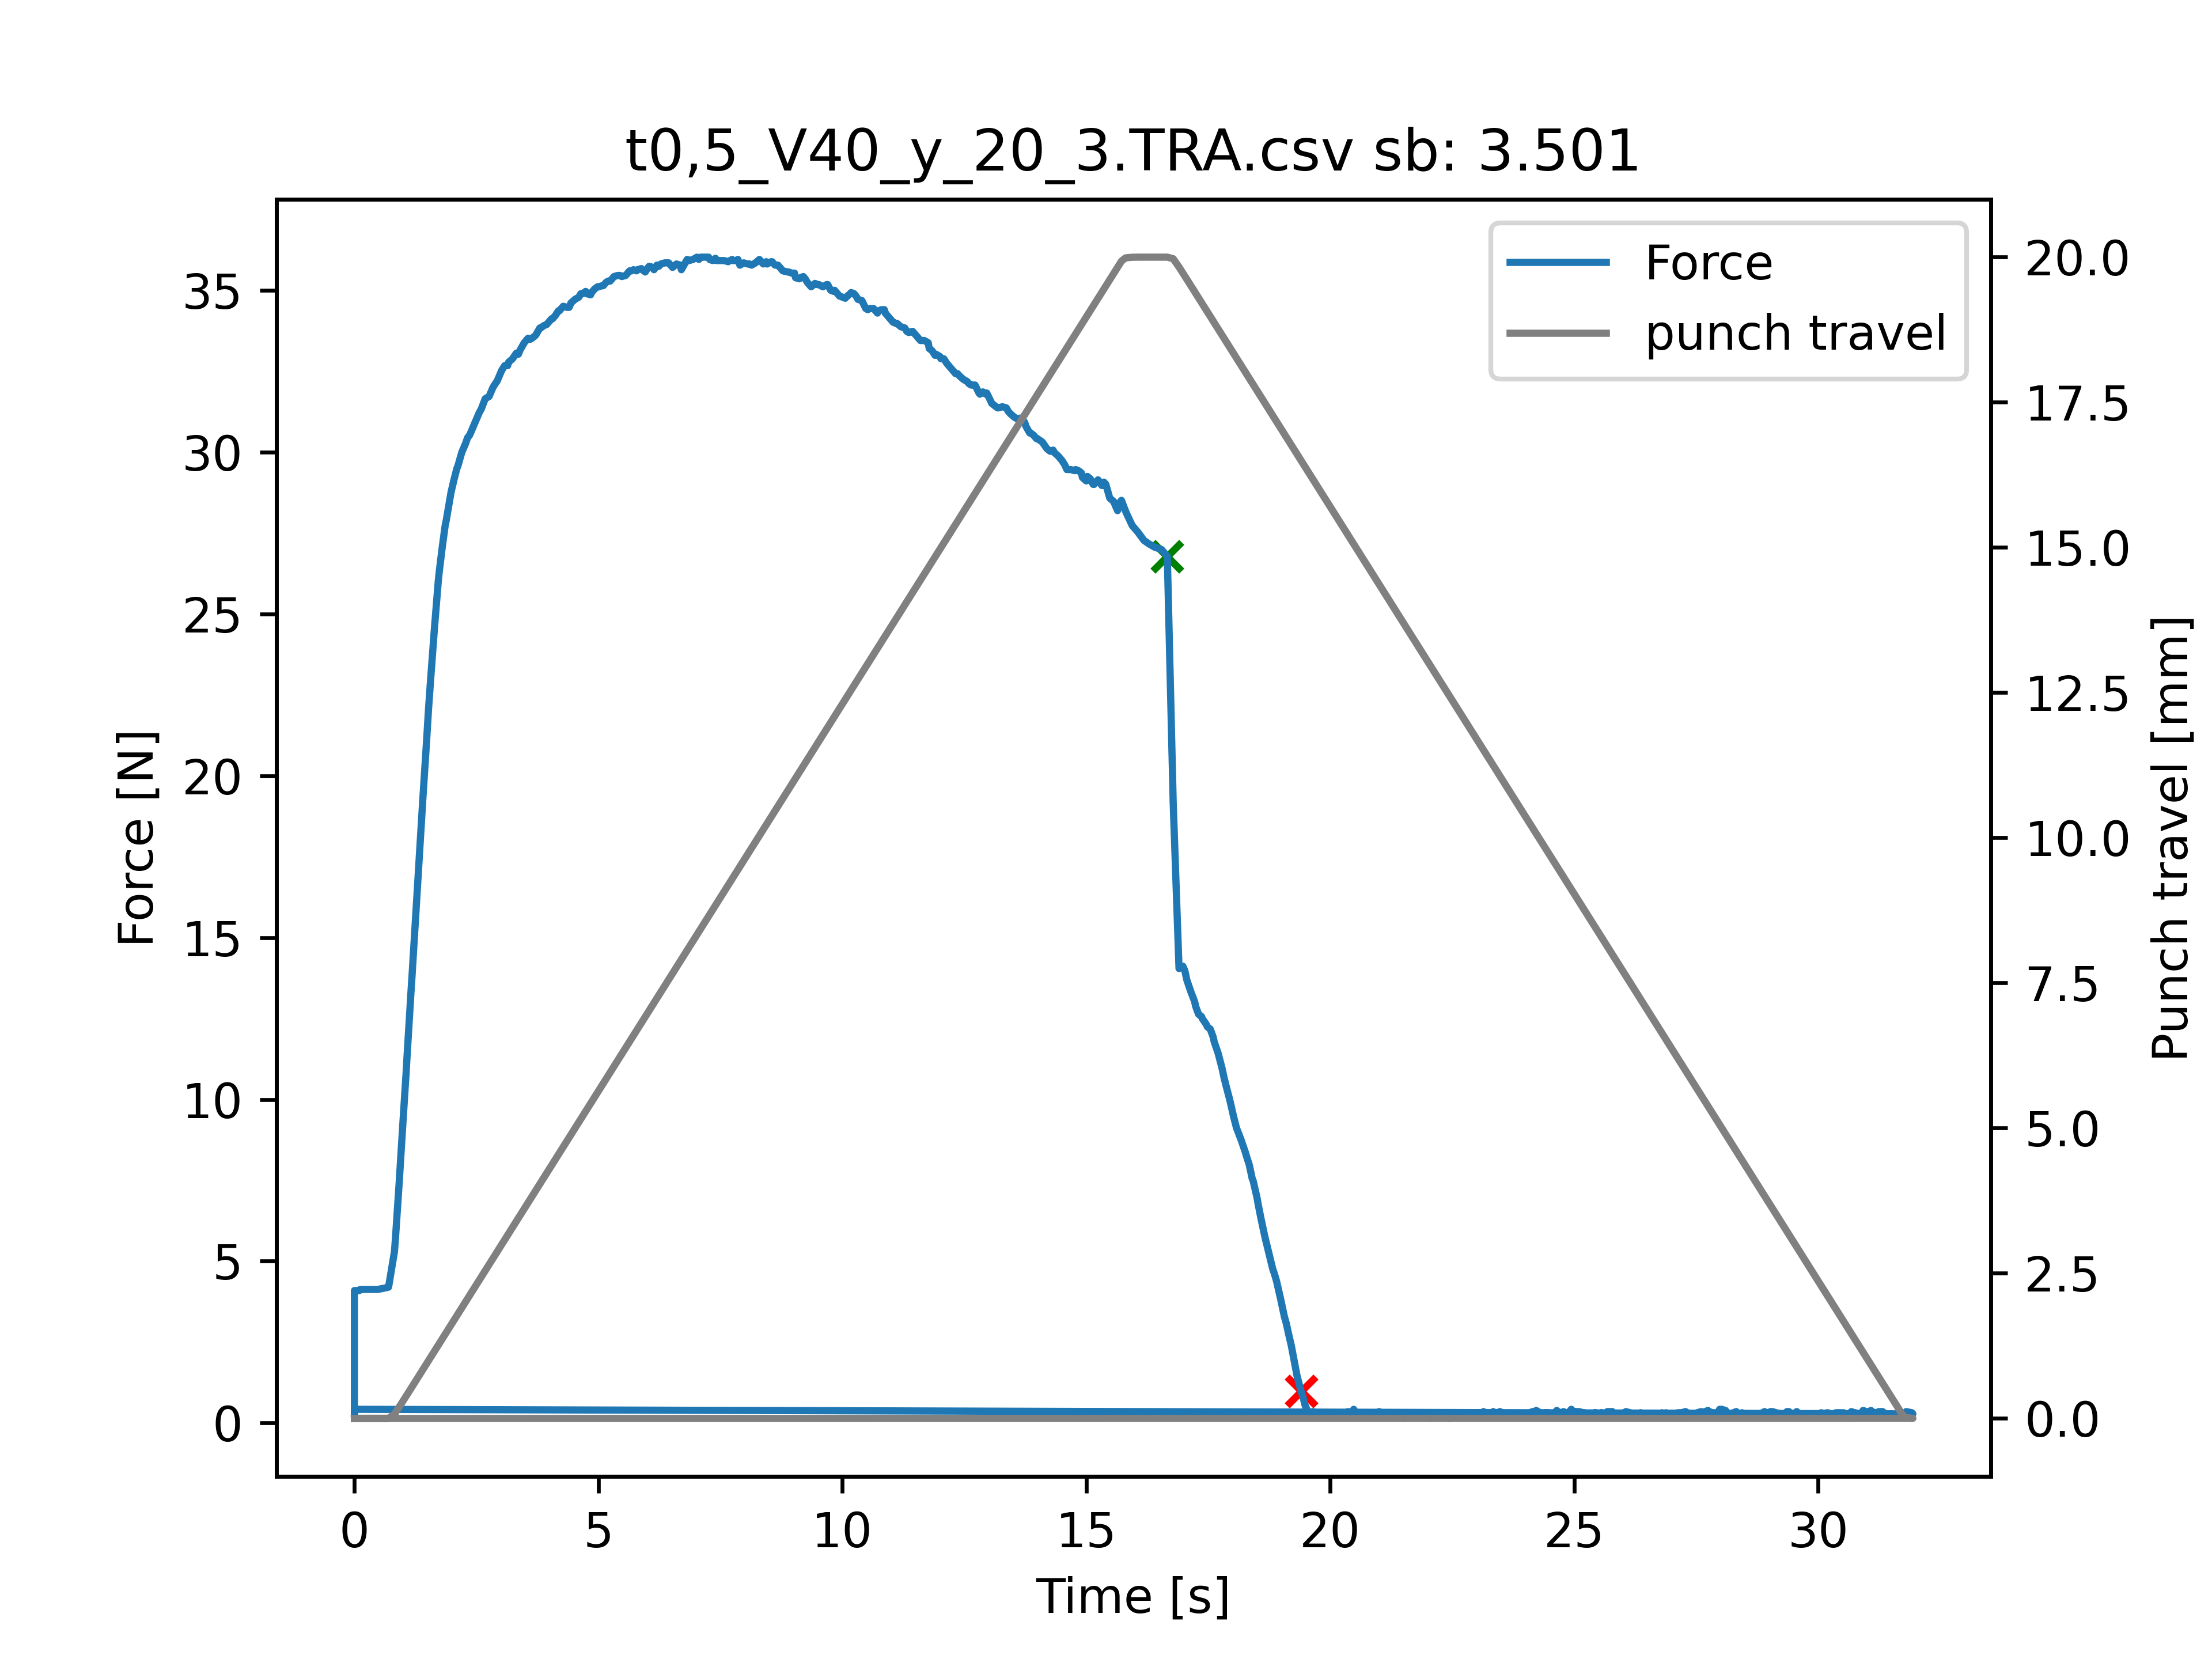 t0,5_V40_y_20_3.TRA.csv sb: 3.501
Force
punch travel
35
30
25
20
15
10
5
0
Force [N]
20.0
17.5
15.0
12.5
10.0
7.5
5.0
2.5
0.0
Punch travel [mm]
0 5 10 15 20 25 30
Time [s]